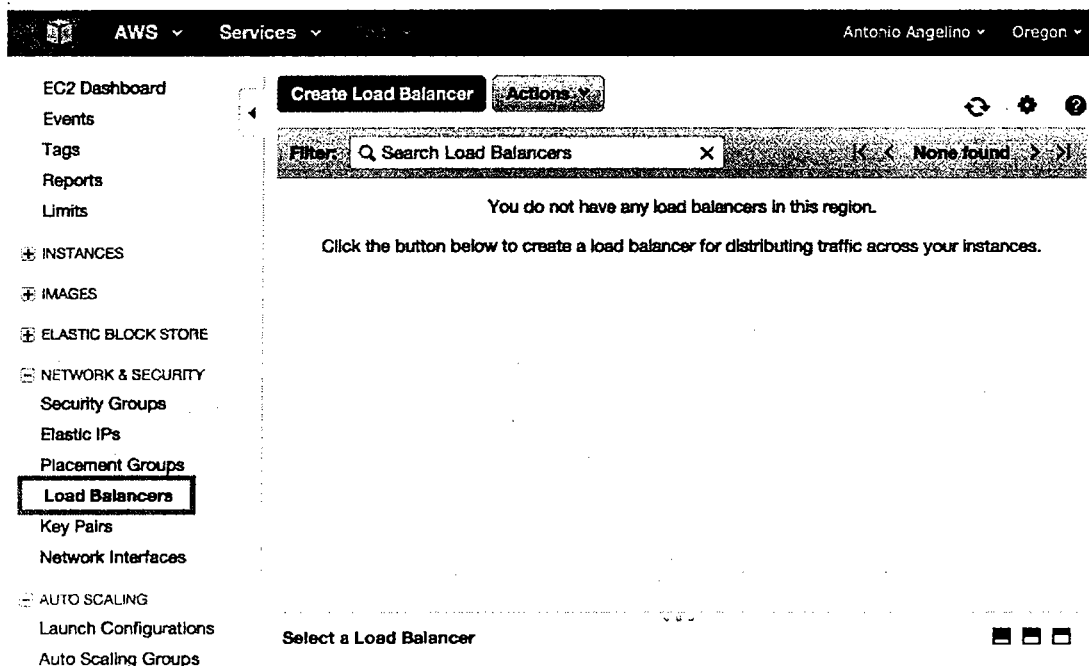 AWS Services Antonio Angelino Oregon
EC2 Dashboard
Events
Tags
Reports
Limits
INSTANCES
IMAGES
ELASTIC BLOCK STORE
NETWORK & SECURITY
Security Groups
Elastic IPs
Placement Groups
Load Balancers
Key Pairs
Network Interfaces
AUTO SCALING
Launch Configurations
Auto Scaling Groups
Create Load Balancer Actions
Filter: Search Load Balancers None found
You do not have any load balancers in this region.
Click the button below to create a load balancer for distributing traffic across your instances.
Select a Load Balancer